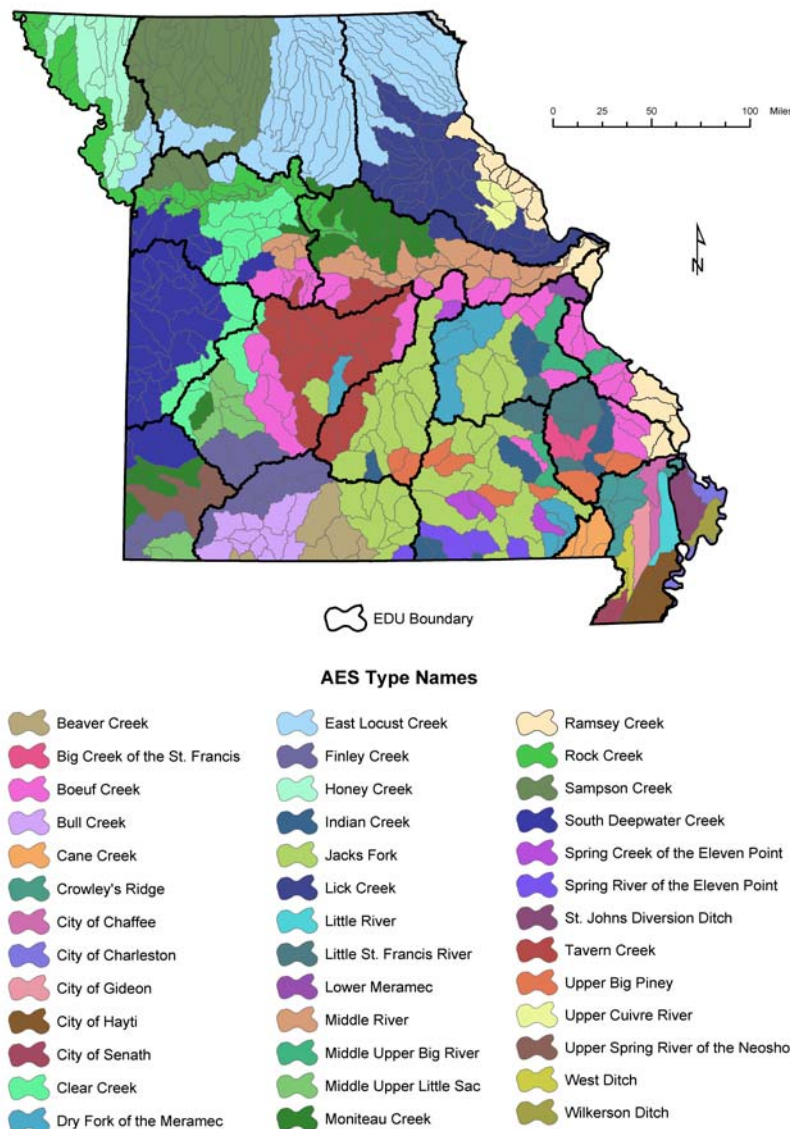 0 25 50 100 Miles
N
EDU Boundary
AES Type Names
Beaver Creek
Big Creek of the St. Francis
Boeuf Creek
Bull Creek
Cane Creek
Crowley's Ridge
City of Chaffee
City of Charleston
City of Gideon
City of Hayti
City of Senath
Clear Creek
Dry Fork of the Meramec
East Locust Creek
Finley Creek
Honey Creek
Indian Creek
Jacks Fork
Lick Creek
Little River
Little St. Francis River
Lower Meramec
Middle River
Middle Upper Big River
Middle Upper Little Sac
Moniteau Creek
Ramsey Creek
Rock Creek
Sampson Creek
South Deepwater Creek
Spring Creek of the Eleven Point
Spring River of the Eleven Point
St. Johns Diversion Ditch
Tavern Creek
Upper Big Piney
Upper Cuivre River
Upper Spring River of the Neosho
West Ditch
Wilkerson Ditch